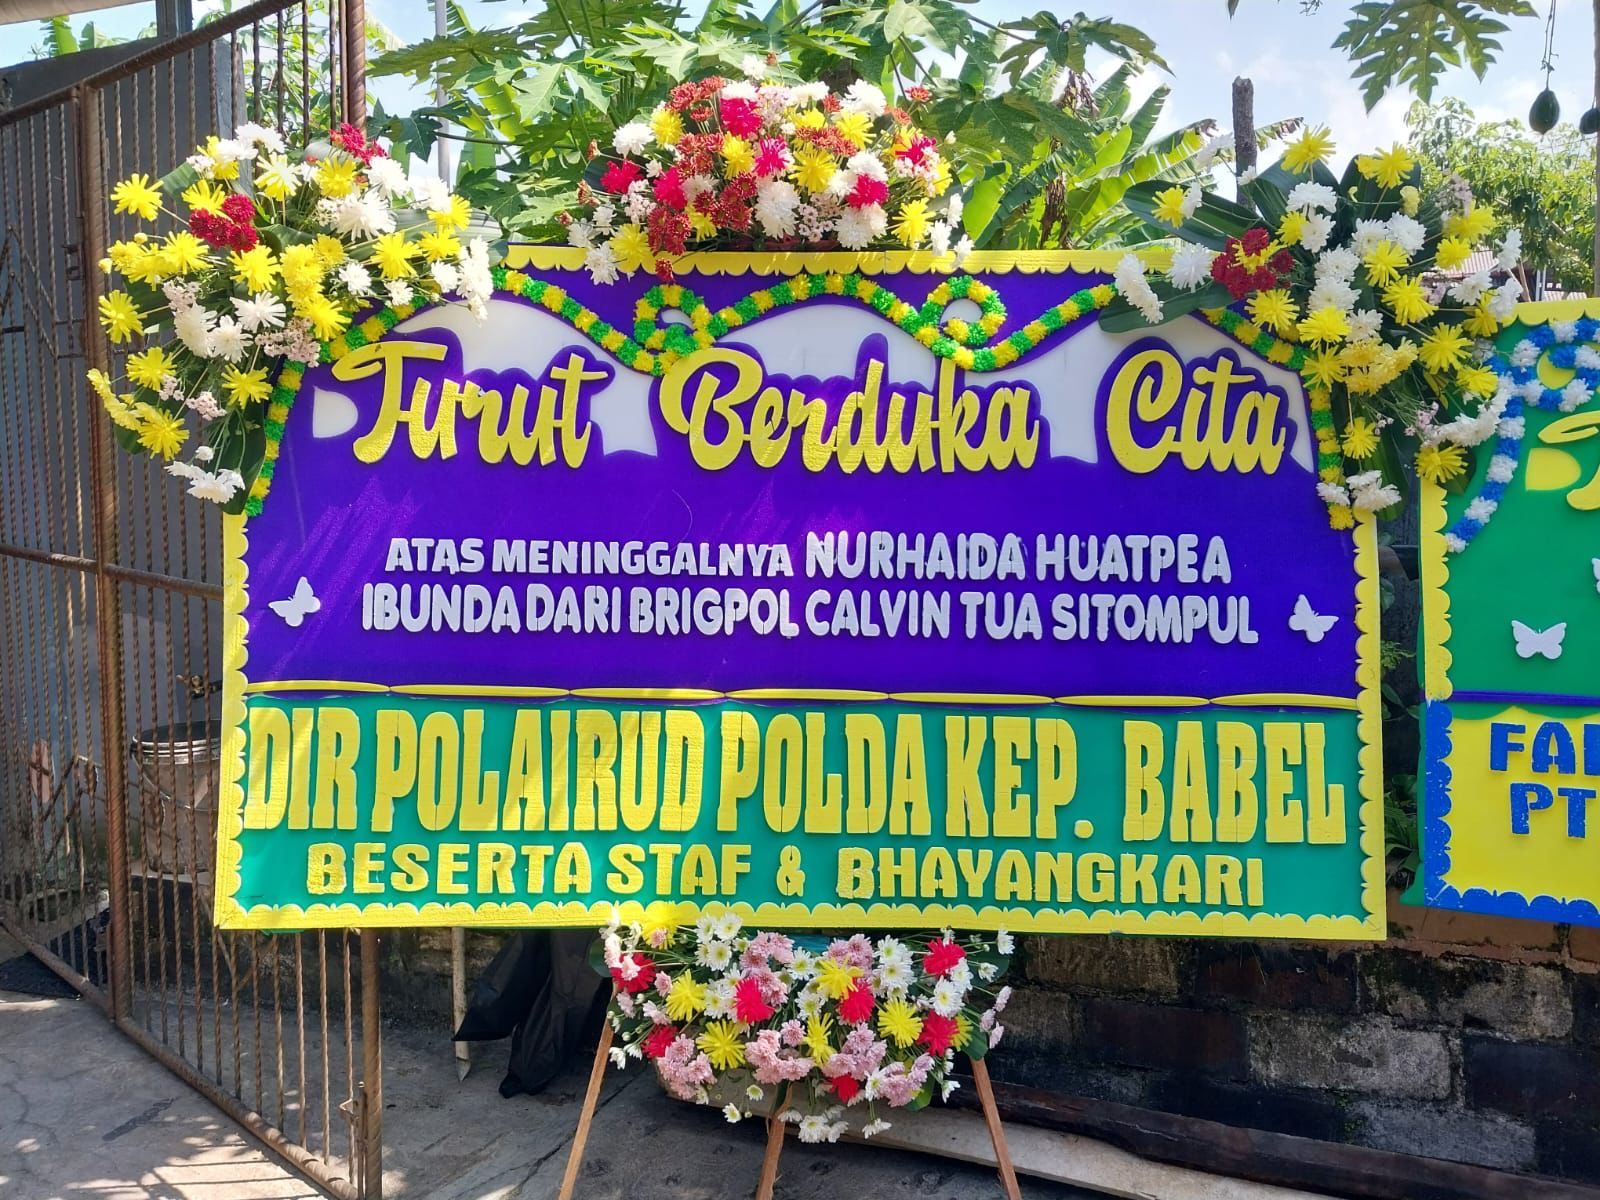 Turut Berduka Cita
ATAS MENINGGALNYA NURHAIDA HUATPEA
IBUNDA DARI BRIGPOL CALVIN TUA SITOMPUL
DIR POLAIRUD POLDA KEP. BABEL
BESERTA STAF & BHAYANGKARI
PT